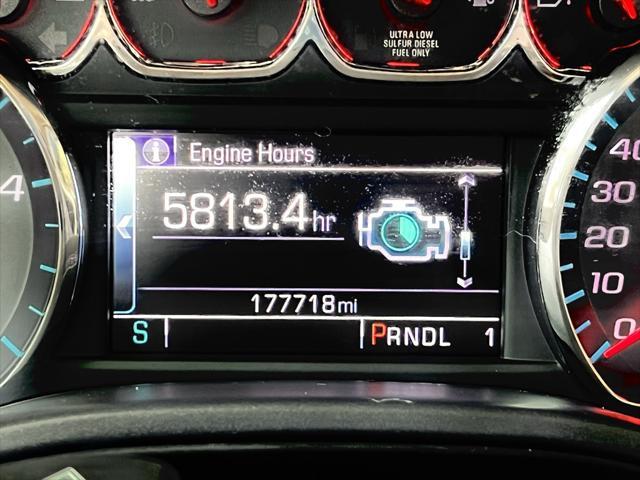 ULTRA LOW
SULFUR DIESEL
FUEL ONLY
Engine Hours
5813.4hr
177718mi
S
PRNDL 1
4
40
30
20
10
0